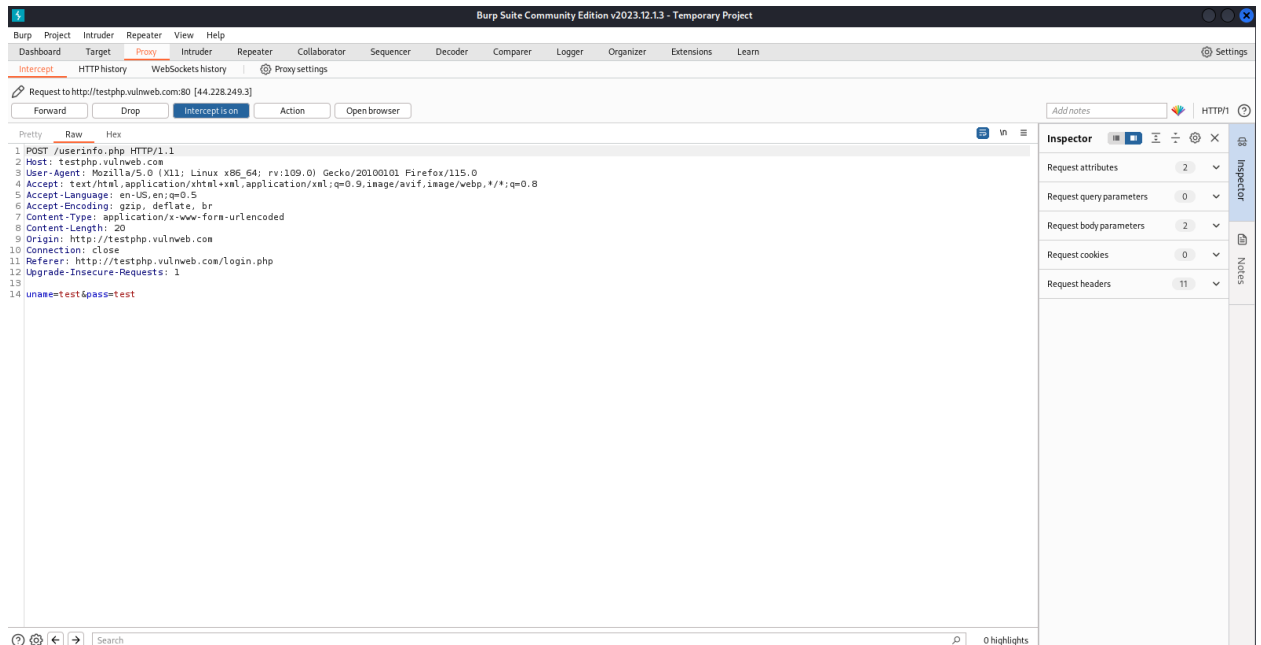 Burp Suite Community Edition v2023.12.1.3 - Temporary Project
Burp Project Intruder Repeater View Help
Dashboard Target Proxy Intruder Repeater Collaborator Sequencer Decoder Comparer Logger Organizer Extensions Learn Settings
Intercept HTTP history WebSockets history Proxy settings
Request to http://testphp.vulnweb.com:80 [44.228.249.3]
Forward Drop Intercept is on Action Open browser Add notes HTTP/1 ?
Pretty Raw Hex \n
Inspector
1 POST /userinfo.php HTTP/1.1
2 Host: testphp.vulnweb.com
3 User-Agent: Mozilla/5.0 (X11; Linux x86_64; rv:109.0) Gecko/20100101 Firefox/115.0
4 Accept: text/html,application/xhtml+xml,application/xml;q=0.9,image/avif,image/webp,*/*;q=0.8
5 Accept-Language: en-US,en;q=0.5
6 Accept-Encoding: gzip, deflate, br
7 Content-Type: application/x-www-form-urlencoded
8 Content-Length: 20
9 Origin: http://testphp.vulnweb.com
10 Connection: close
11 Referer: http://testphp.vulnweb.com/login.php
12 Upgrade-Insecure-Requests: 1
13
14 uname=test&pass=test
Request attributes 2
Request query parameters 0
Request body parameters 2
Request cookies 0
Request headers 11
Inspector
Notes
? Search 0 highlights